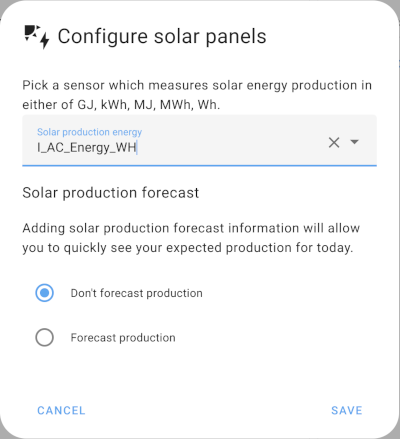 Configure solar panels
Pick a sensor which measures solar energy production in
either of GJ, kWh, MJ, MWh, Wh.
Solar production energy
I_AC_Energy_WH
Solar production forecast
Adding solar production forecast information will allow
you to quickly see your expected production for today.
Don't forecast production
Forecast production
CANCEL
SAVE